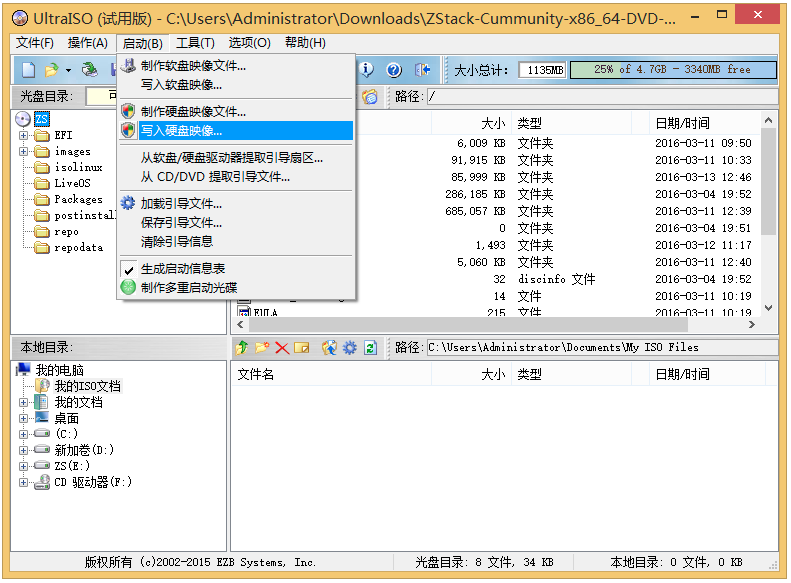 UltraISO (试用版) - C:\Users\Administrator\Downloads\ZStack-Cummunity-x86_64-DVD-...
文件(F) 操作(A) 启动(B) 工具(T) 选项(O) 帮助(H)
大小总计: 1135MB 25% of 4.7GB - 3340MB free
光盘目录: 可 路径: /
制作软盘映像文件...
写入软盘映像...
制作硬盘映像文件...
写入硬盘映像...
从软盘/硬盘驱动器提取引导扇区...
从 CD/DVD 提取引导文件...
加载引导文件...
保存引导文件...
清除引导信息
生成启动信息表
制作多重启动光碟
ZS
EFI
images
isolinux
LiveOS
Packages
postinstall
repo
repodata
大小 类型 日期/时间
6,009 KB 文件夹 2016-03-11 09:50
91,915 KB 文件夹 2016-03-11 10:33
85,999 KB 文件夹 2016-03-13 12:46
286,185 KB 文件夹 2016-03-04 19:52
685,057 KB 文件夹 2016-03-11 12:39
0 文件夹 2016-03-04 19:51
1,493 文件夹 2016-03-12 11:17
5,060 KB 文件夹 2016-03-11 12:40
32 discinfo 文件 2016-03-04 19:52
14 文件 2016-03-11 10:19
EULA 215 文件 2016-03-11 10:19
本地目录: 路径: C:\Users\Administrator\Documents\My ISO Files
我的电脑
我的ISO文档
我的文档
桌面
(C:)
新加卷(D:)
ZS(E:)
CD 驱动器(F:)
文件名 大小 类型 日期/时间
版权所有 (c)2002-2015 EZB Systems, Inc. 光盘目录: 8 文件, 34 KB 本地目录: 0 文件, 0 KB